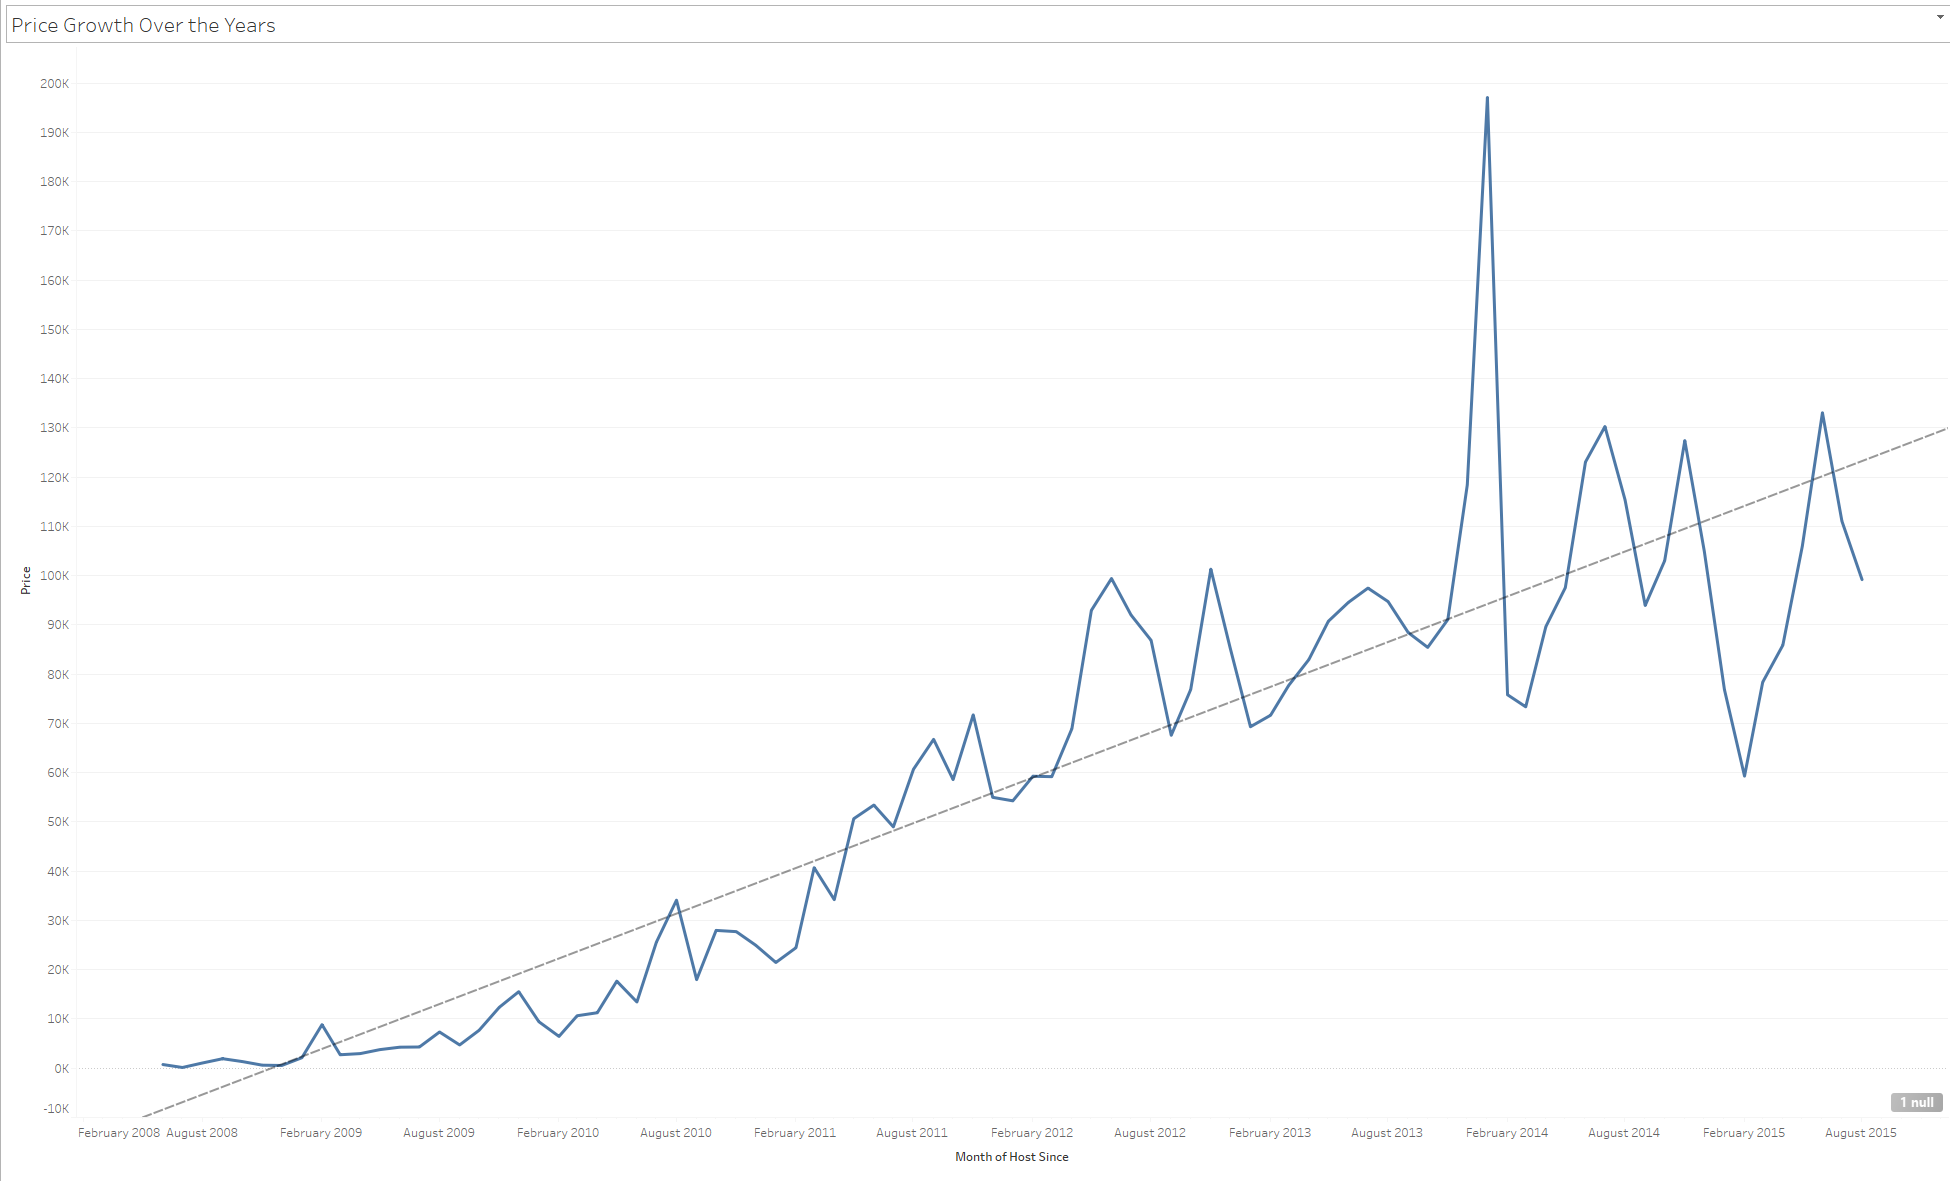 Price Growth Over the Years
200K
190K
180K
170K
160K
150K
140K
130K
120K
110K
100K
90K
80K
70K
60K
50K
40K
30K
20K
10K
0K
-10K
Price
1 null
February 2008 August 2008 February 2009 August 2009 February 2010 August 2010 February 2011 August 2011 February 2012 August 2012 February 2013 August 2013 February 2014 August 2014 February 2015 August 2015
Month of Host Since